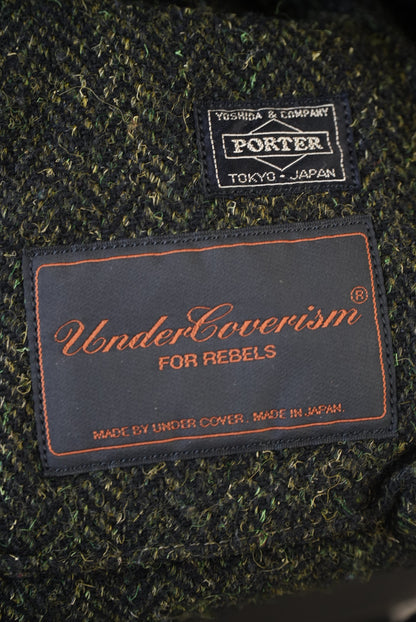 YOSHIDA & COMPANY
PORTER
TOKYO・JAPAN
UnderCoverism®
FOR REBELS
MADE BY UNDER COVER. MADE IN JAPAN.